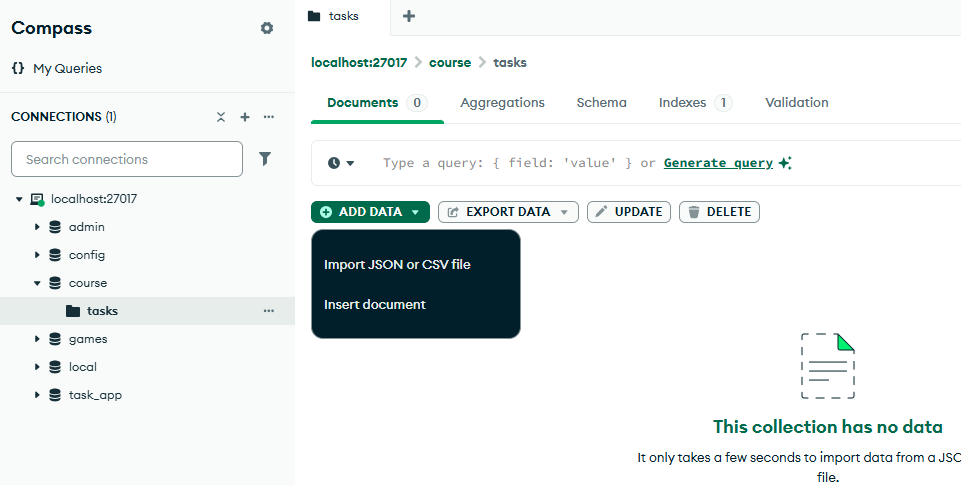 Compass
My Queries
CONNECTIONS (1)
Search connections
localhost:27017
admin
config
course
tasks
games
local
task_app
tasks
localhost:27017 > course > tasks
Documents 0 Aggregations Schema Indexes 1 Validation
Type a query: { field: 'value' } or Generate query
ADD DATA EXPORT DATA UPDATE DELETE
Import JSON or CSV file
Insert document
This collection has no data
It only takes a few seconds to import data from a JSO
file.